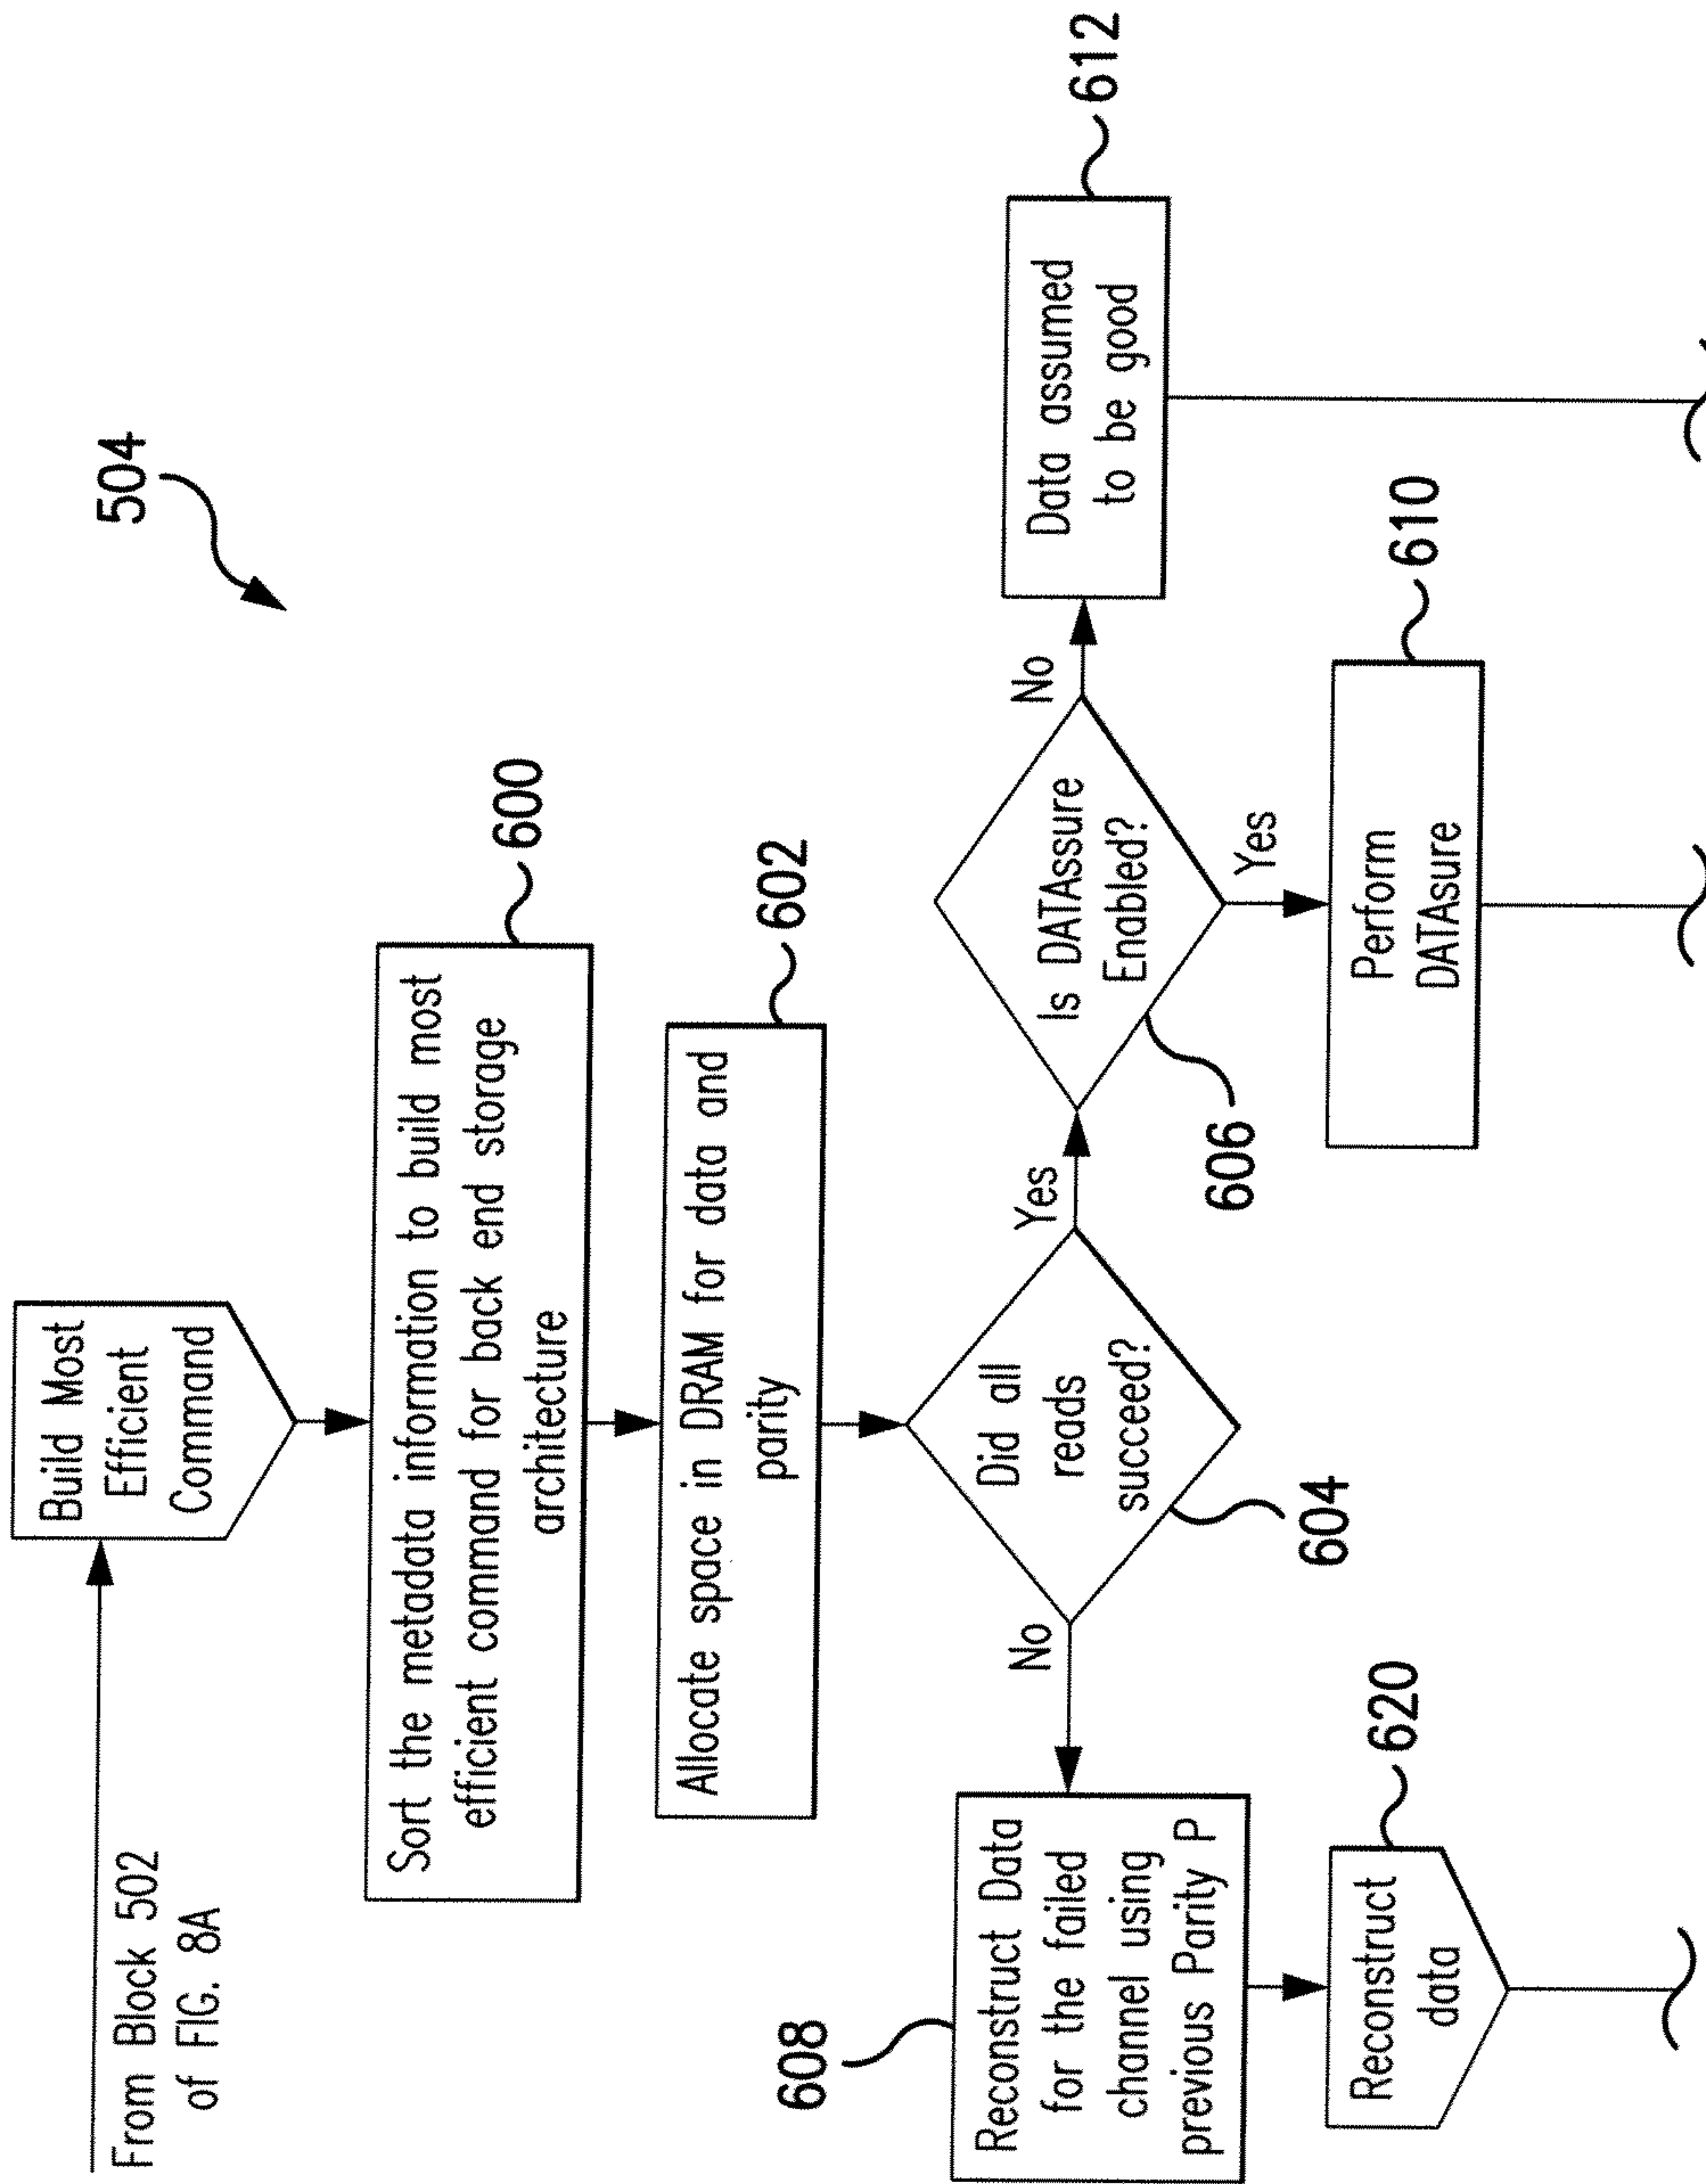 504
From Block 502
of FIG. 8A
Build Most
Efficient
Command
Sort the metadata information to build most
efficient command for back end storage
architecture
600
Allocate space in DRAM for data and
parity
602
Did all
reads
succeed?
604
No
Yes
Is DATAssure
Enabled?
606
No
Yes
Data assumed
to be good
612
608
Reconstruct Data
for the failed
channel using
previous Parity P
Perform
DATAsure
610
Reconstruct
data
620